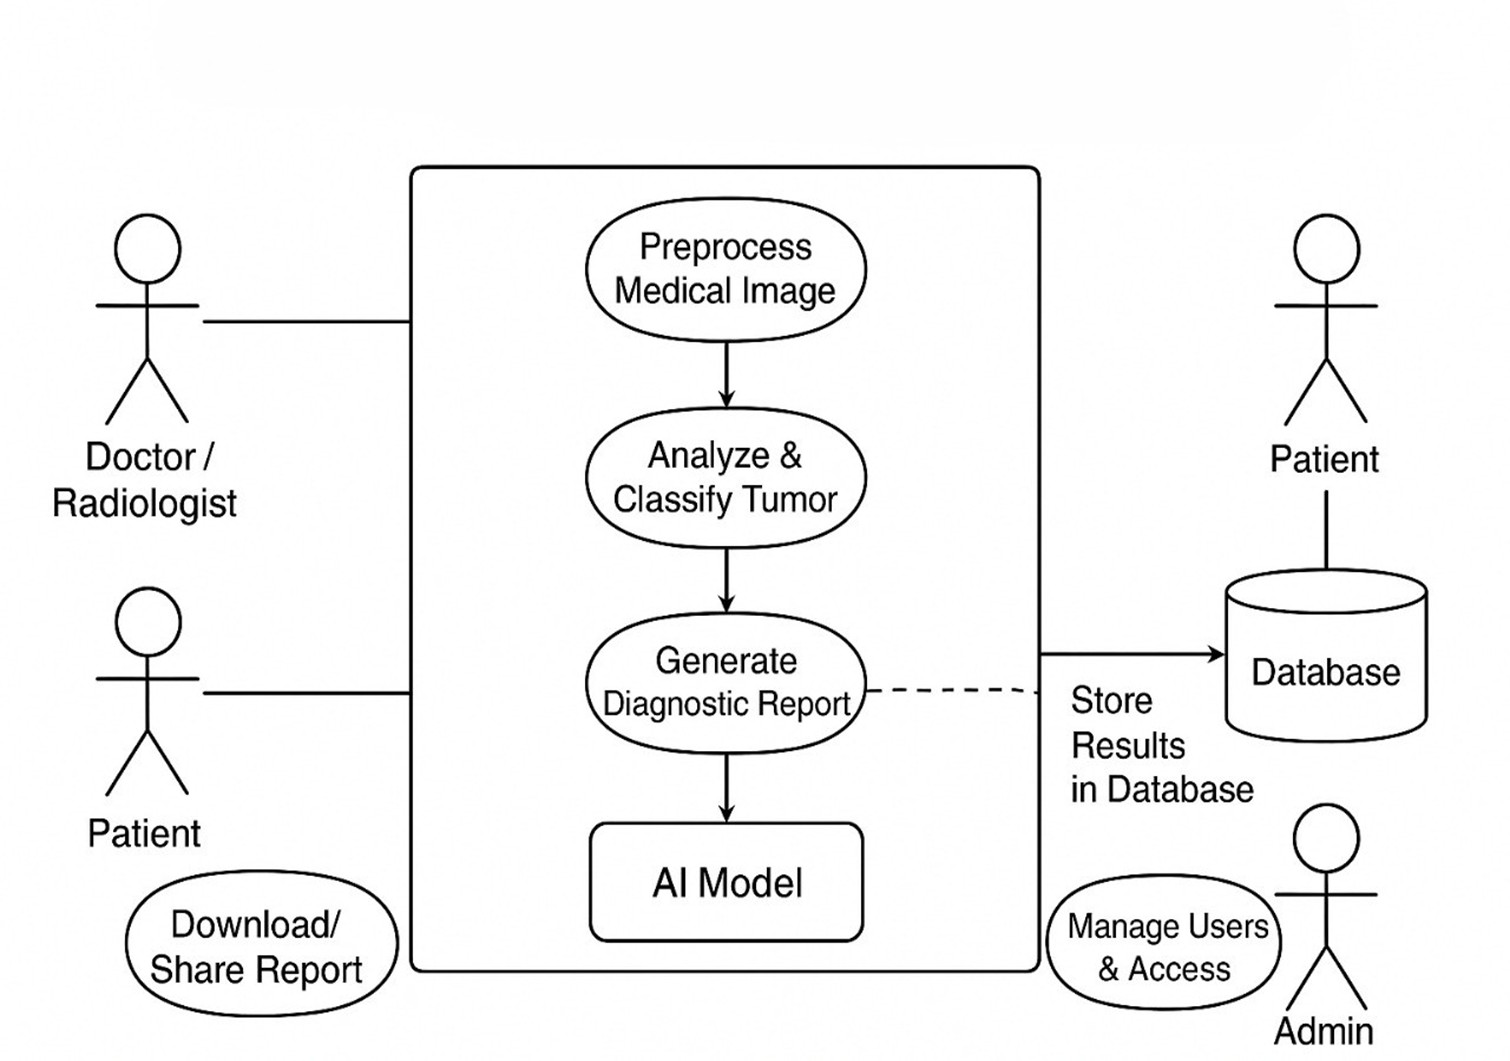 Preprocess
Medical Image
Analyze &
Classify Tumor
Generate
Diagnostic Report
AI Model
Doctor /
Radiologist
Patient
Download/
Share Report
Patient
Database
Store
Results
in Database
Manage Users
& Access
Admin